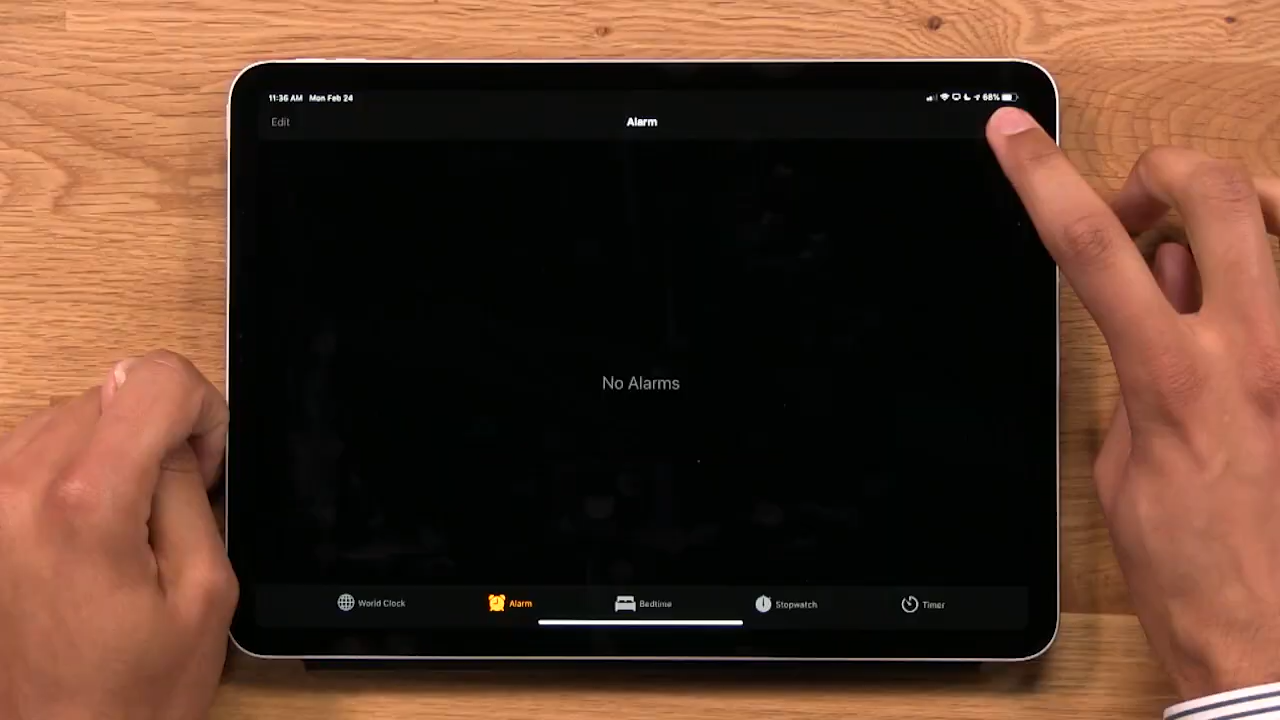 11:36 AM Mon Feb 24
68%
Edit
Alarm
No Alarms
World Clock
Alarm
Bedtime
Stopwatch
Timer